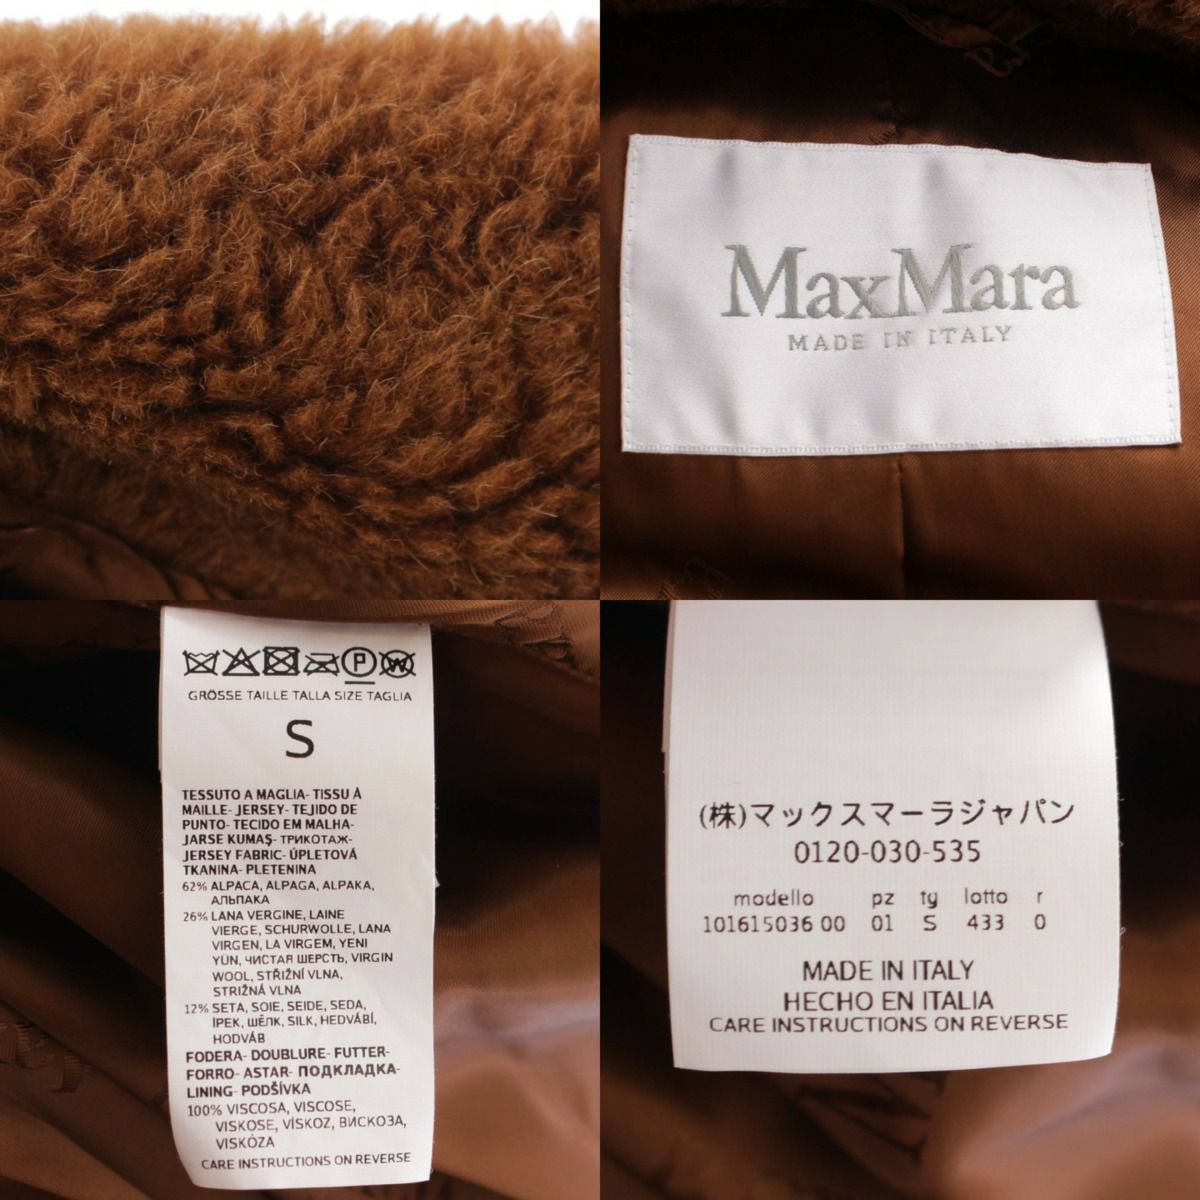 MaxMara
MADE IN ITALY
GRÖSSE TAILLE TALLA SIZE TAGLIA
S
TESSUTO A MAGLIA- TISSU À
MAILLE- JERSEY- TEJIDO DE
PUNTO- TECIDO EM MALHA-
JARSE KUMAŞ- ТРИКОТАЖ-
JERSEY FABRIC- ÚPLETOVÁ
TKANINA- PLETENINA
62% ALPACA, ALPAGA, ALPAKA,
АЛЬПАКА
26% LANA VERGINE, LAINE
VIERGE, SCHURWOLLE, LANA
VIRGEN, LA VIRGEM, YENI
YÜN, ЧИСТАЯ ШЕРСТЬ, VIRGIN
WOOL, STŘIŽNÍ VLNA,
STRIŽNÁ VLNA
12% SETA, SOIE, SEIDE, SEDA,
İPEK, ШЁЛК, SILK, HEDVÁBÍ,
HODVÁB
FODERA- DOUBLURE- FUTTER-
FORRO- ASTAR- ПОДКЛАДКА-
LINING- PODŠÍVKA
100% VISCOSA, VISCOSE,
VISKOSE, VİSKOZ, ВИСКОЗА,
VISKÓZA
CARE INSTRUCTIONS ON REVERSE
(株)マックスマーラジャパン
0120-030-535
modello pz ty lotto r
101615036 00 01 S 433 0
MADE IN ITALY
HECHO EN ITALIA
CARE INSTRUCTIONS ON REVERSE